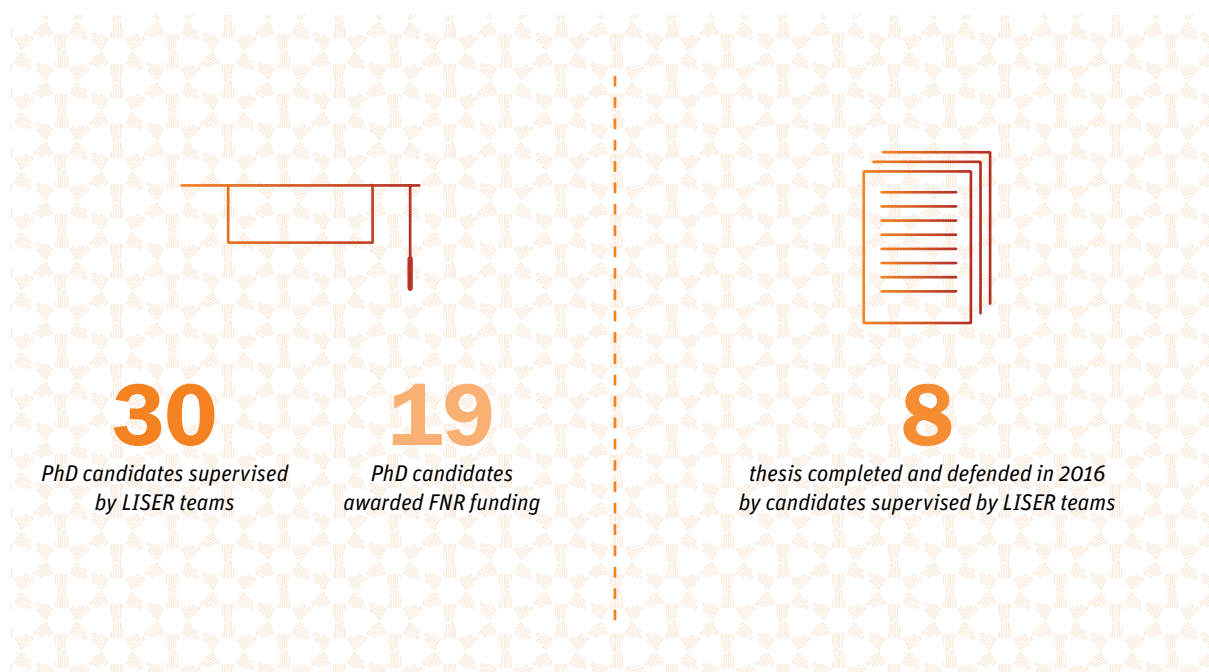 30
PhD candidates supervised
by LISER teams
19
PhD candidates
awarded FNR funding
8
thesis completed and defended in 2016
by candidates supervised by LISER teams